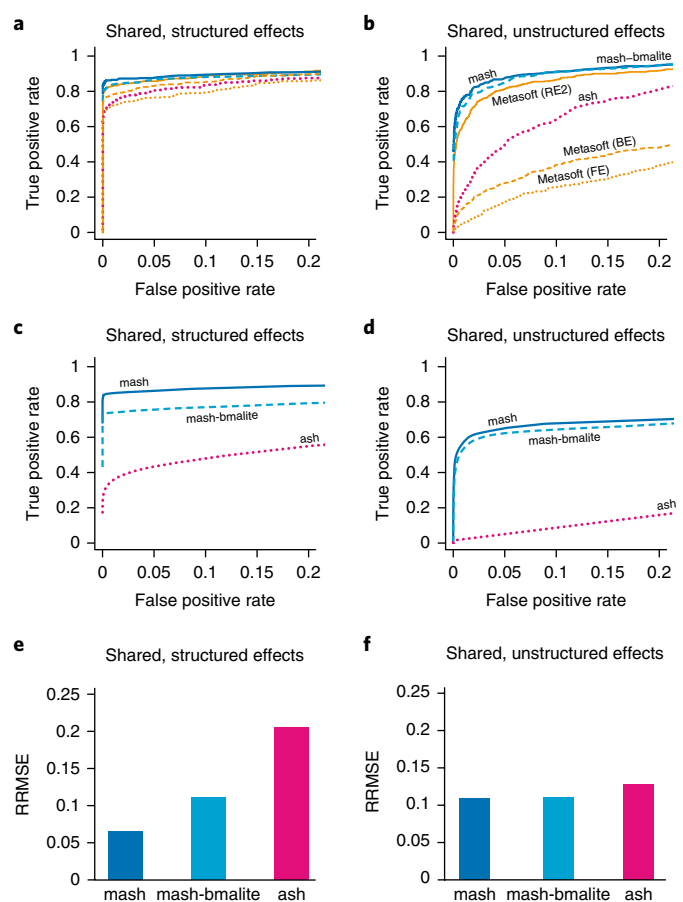 a
Shared, structured effects
1
0.8
0.6
0.4
0.2
0
True positive rate
0
0.05
0.1
0.15
0.2
False positive rate
b
Shared, unstructured effects
1
0.8
0.6
0.4
0.2
0
True positive rate
mash
mash–bmalite
Metasoft (RE2)
ash
Metasoft (BE)
Metasoft (FE)
0
0.05
0.1
0.15
0.2
False positive rate
c
Shared, structured effects
1
0.8
0.6
0.4
0.2
0
True positive rate
mash
mash-bmalite
ash
0
0.05
0.1
0.15
0.2
False positive rate
d
Shared, unstructured effects
1
0.8
0.6
0.4
0.2
0
True positive rate
mash
mash-bmalite
ash
0
0.05
0.1
0.15
0.2
False positive rate
e
Shared, structured effects
0.25
0.2
0.15
0.1
0.05
0
RRMSE
mash
mash-bmalite
ash
f
Shared, unstructured effects
0.25
0.2
0.15
0.1
0.05
0
RRMSE
mash
mash-bmalite
ash